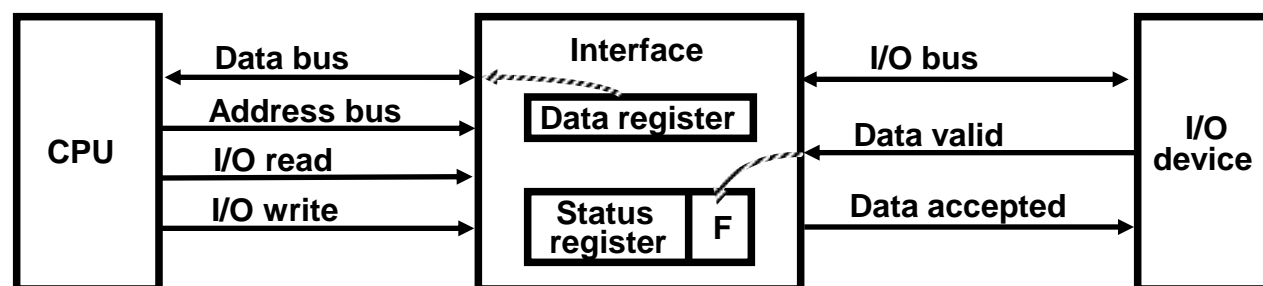 CPU
Data bus
Address bus
I/O read
I/O write
Interface
Data register
Status
register
F
I/O bus
Data valid
Data accepted
I/O
device